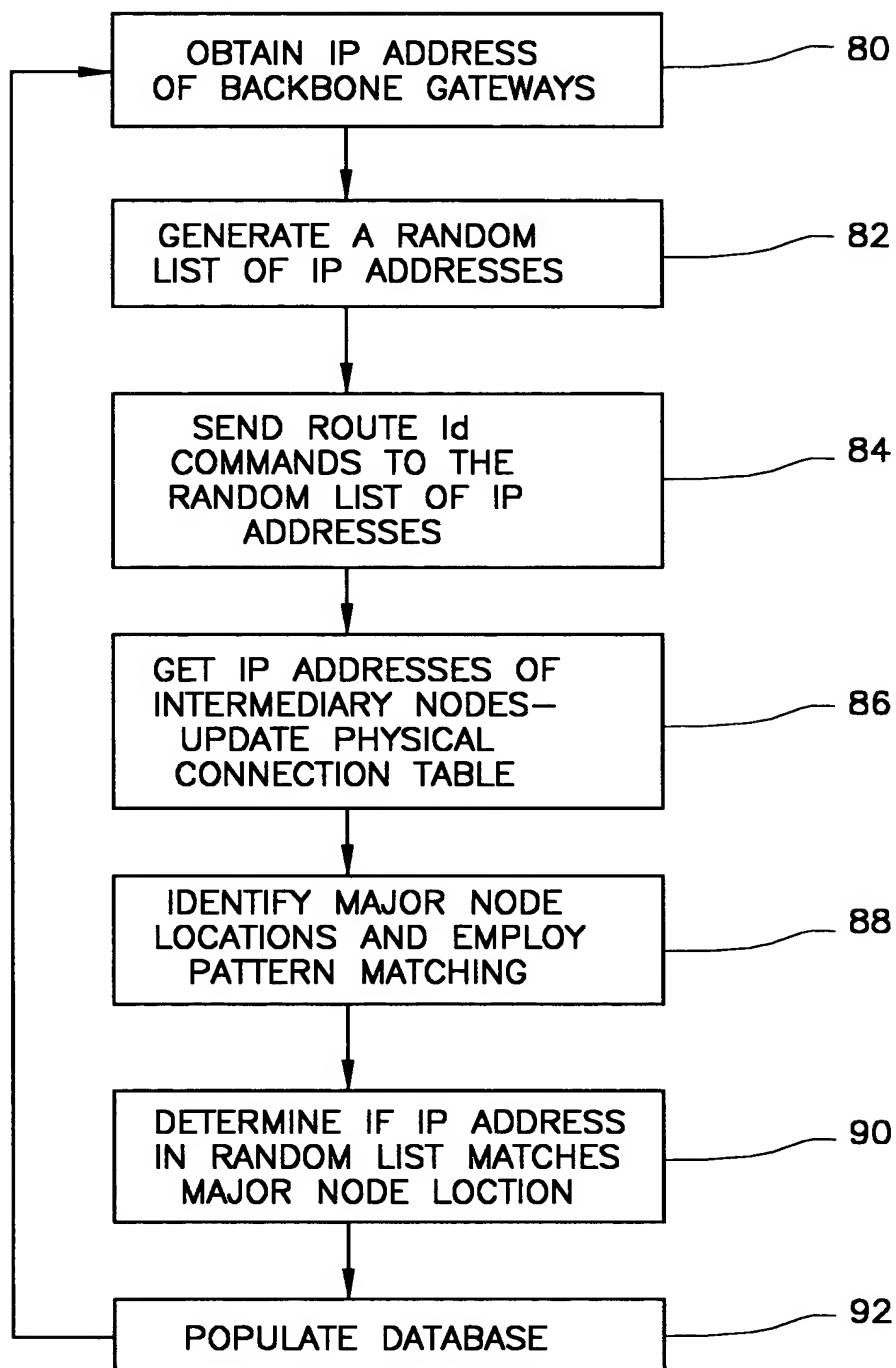 OBTAIN IP ADDRESS
OF BACKBONE GATEWAYS
80
GENERATE A RANDOM
LIST OF IP ADDRESSES
82
SEND ROUTE Id
COMMANDS TO THE
RANDOM LIST OF IP
ADDRESSES
84
GET IP ADDRESSES OF
INTERMEDIARY NODES—
UPDATE PHYSICAL
CONNECTION TABLE
86
IDENTIFY MAJOR NODE
LOCATIONS AND EMPLOY
PATTERN MATCHING
88
DETERMINE IF IP ADDRESS
IN RANDOM LIST MATCHES
MAJOR NODE LOCTION
90
POPULATE DATABASE
92